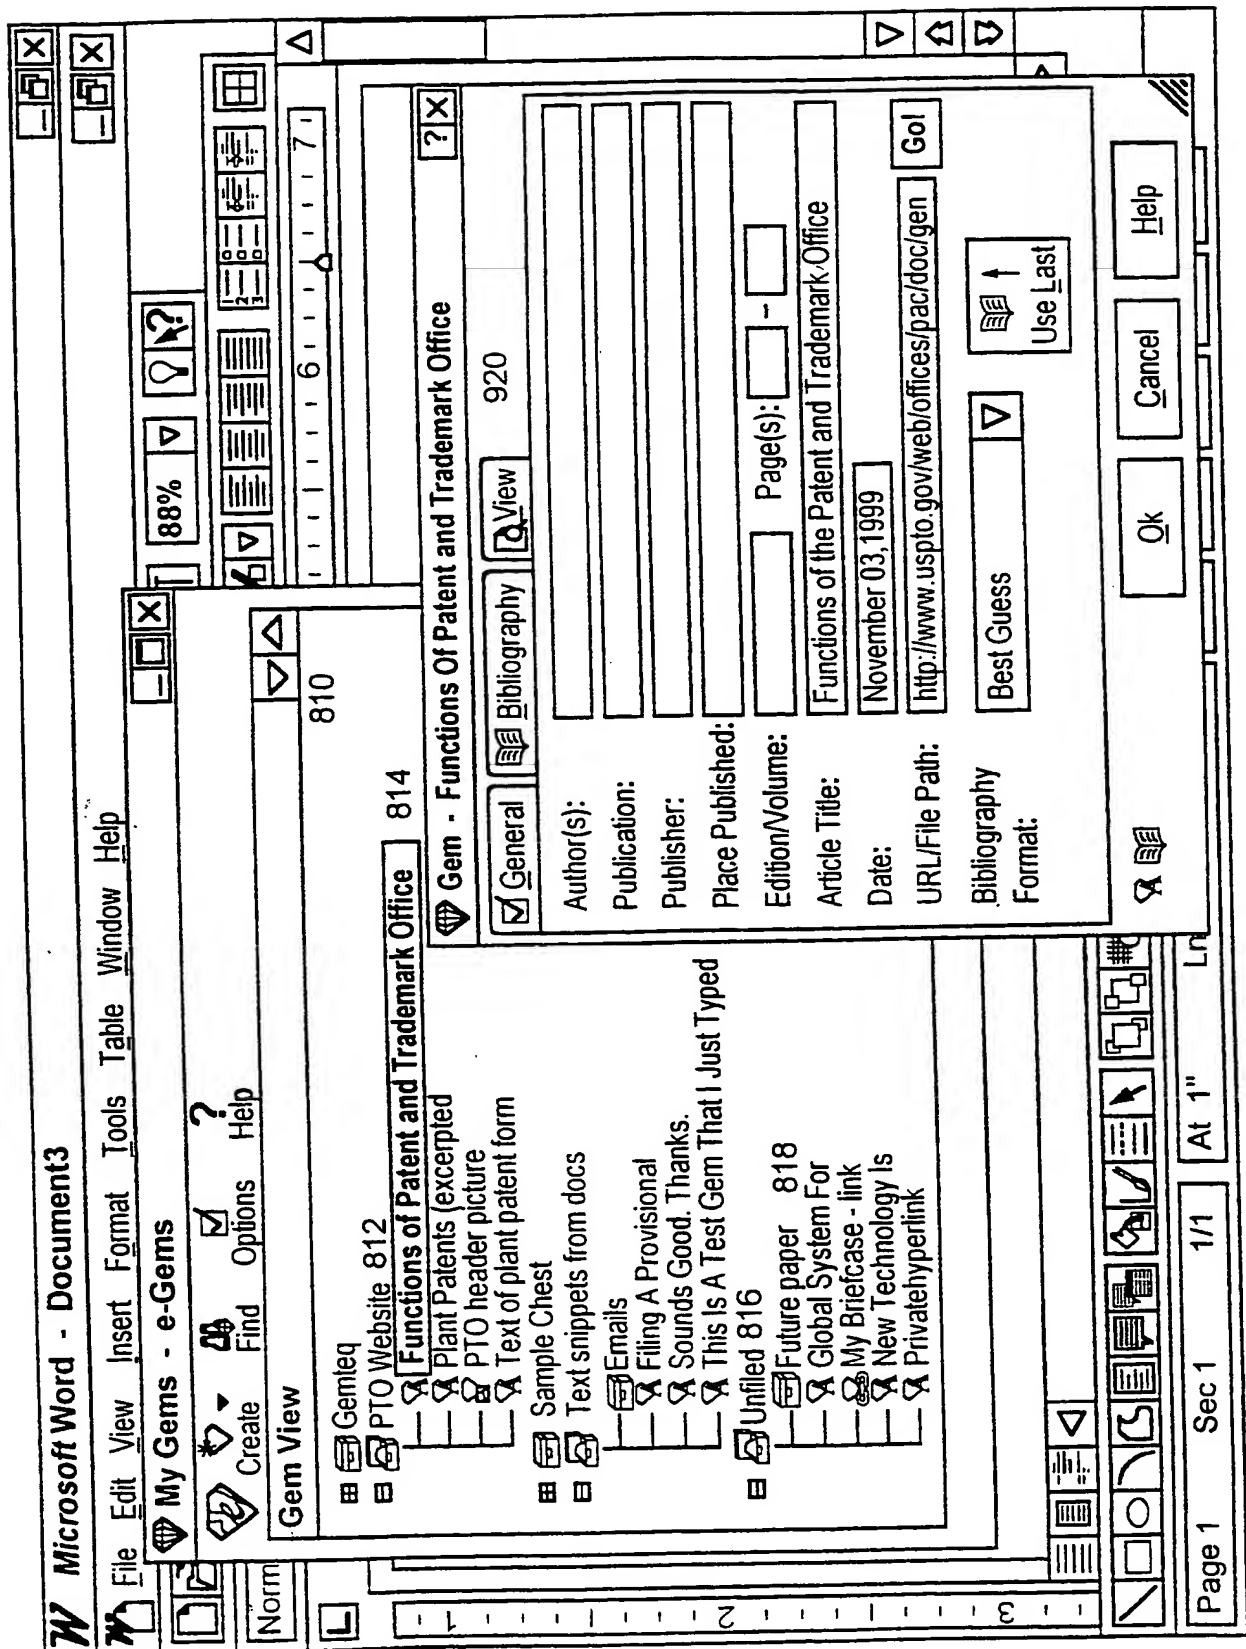 W Microsoft Word - Document3
File Edit View Insert Format Tools Table Window Help
My Gems - e-Gems
Create Find Options Help
88%
Norm
Gem View
6 7
810
Gemteq
PTO Website 812
Functions of Patent and Trademark Office 814
Plant Patents (excerpted
PTO header picture
Text of plant patent form
Sample Chest
Text snippets from docs
Emails
Filing A Provisional
Sounds Good. Thanks.
This Is A Test Gem That I Just Typed
Unfiled 816
Future paper 818
Global System For
My Briefcase - link
New Technology Is
Privatehyperlink
Gem - Functions Of Patent and Trademark Office
General Bibliography View 920
Author(s):
Publication:
Publisher:
Place Published:
Edition/Volume: Page(s): -
Article Title: Functions of the Patent and Trademark Office
Date: November 03,1999
URL/File Path: http://www.uspto.gov/web/offices/pac/doc/gen Go!
Bibliography
Format: Best Guess Use Last
Ok Cancel Help
1 2 3
Page 1 Sec 1 1/1 At 1" Ln